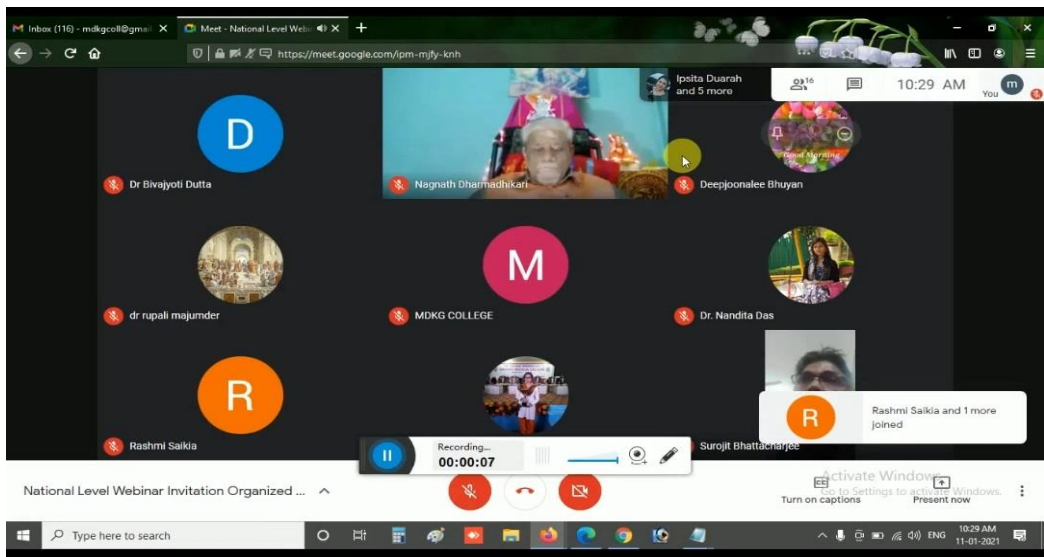 Inbox (116) - mdkgcoll@gmai
Meet - National Level Webi
https://meet.google.com/ipm-mjfy-knh
Ipsita Duarah
and 5 more
16
10:29 AM
You
m
D
Dr Bivajyoti Dutta
Nagnath Dharmadhikari
Good Morning
Deepjoonalee Bhuyan
dr rupali majumder
M
MDKG COLLEGE
Dr. Nandita Das
R
Rashmi Saikia
Surojit Bhattacharjee
R
Rashmi Saikia and 1 more
joined
Recording...
00:00:07
National Level Webinar Invitation Organized ...
Activate Windows
Go to Settings to activate Windows.
CC
Turn on captions
Present now
Type here to search
ENG
10:29 AM
11-01-2021